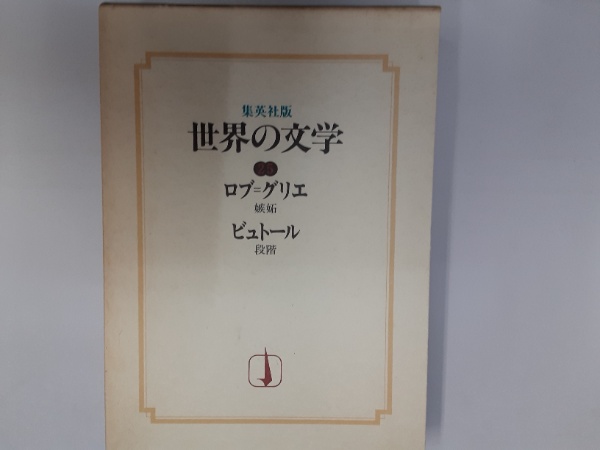 集英社版
世界の文学
25
ロブ=グリエ
嫉妬
ビュトール
段階